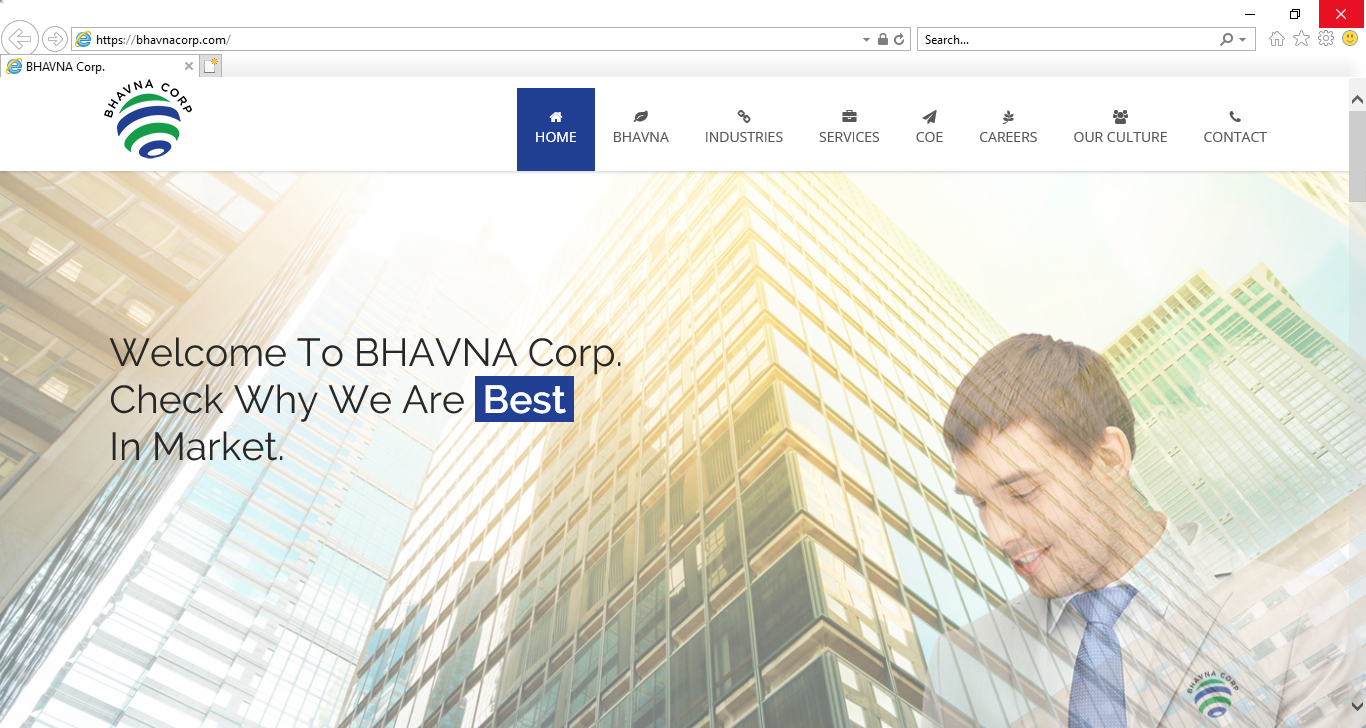 https://bhavnacorp.com/
Search...
BHAVNA Corp.
BHAVNA CORP
HOME
BHAVNA
INDUSTRIES
SERVICES
COE
CAREERS
OUR CULTURE
CONTACT
Welcome To BHAVNA Corp.
Check Why We Are Best
In Market.
BHAVNA CORP